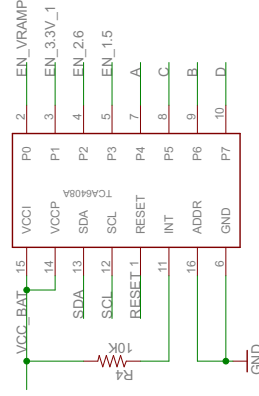 EN_VRAMP
EN_3.3V_1
EN_2.6
EN_1.5
A
C
B
D
2
3
4
5
7
8
9
10
P0
P1
P2
P3
P4
P5
P6
P7
TCA6408A
VCCI
VCCP
SDA
SCL
RESET
INT
ADDR
GND
15
14
13
12
1
11
16
6
VCC_BAT
SDA
SCL
RESET
R4
10K
GND